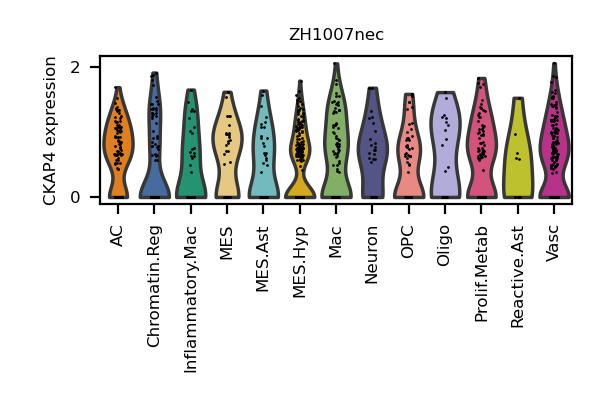 ZH1007nec
CKAP4 expression
2
0
AC
Chromatin.Reg
Inflammatory.Mac
MES
MES.Ast
MES.Hyp
Mac
Neuron
OPC
Oligo
Prolif.Metab
Reactive.Ast
Vasc